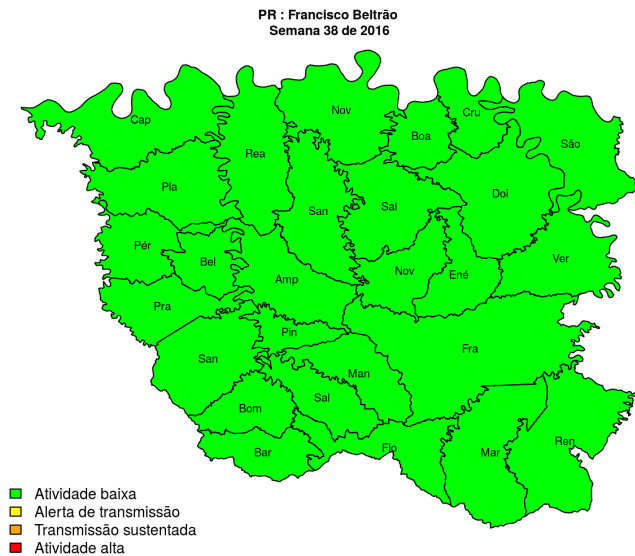 PR : Francisco Beltrão
Semana 38 de 2016
Cap
Nov
Cru
Boa
São
Rea
Pla
San
Sal
Doi
Pér
Bel
Amp
Nov
Ené
Ver
Pra
Pin
San
Man
Fra
Bom
Sal
Bar
Flo
Mar
Ren
Atividade baixa
Alerta de transmissão
Transmissão sustentada
Atividade alta